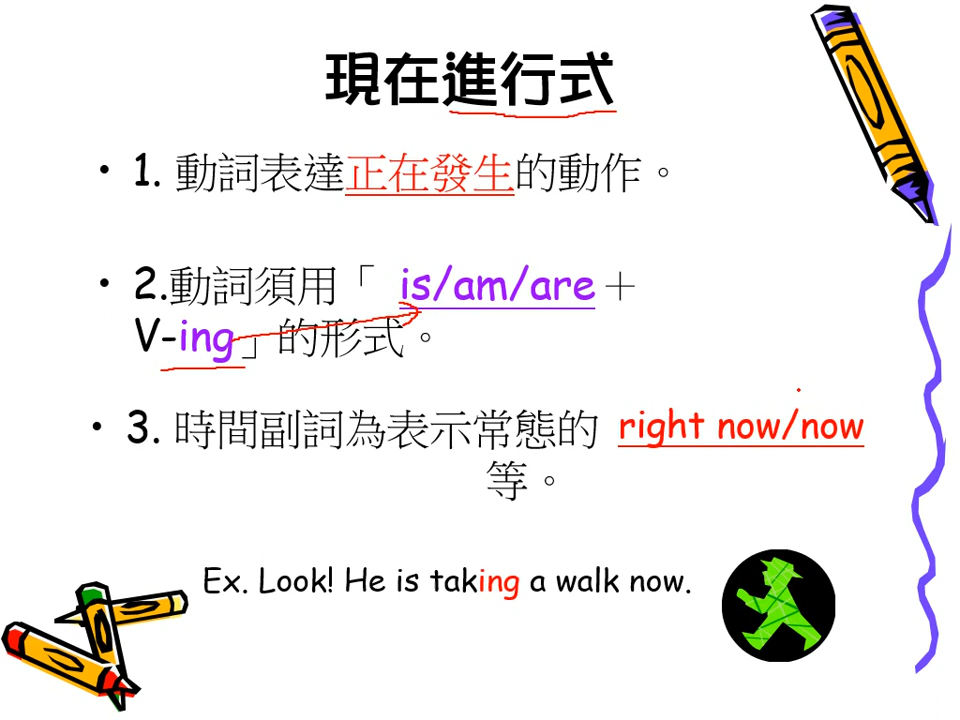 現在進行式
• 1. 動詞表達正在發生的動作。
• 2.動詞須用「 is/am/are＋
V-ing」的形式。
• 3. 時間副詞為表示常態的 right now/now
等。
Ex. Look! He is taking a walk now.